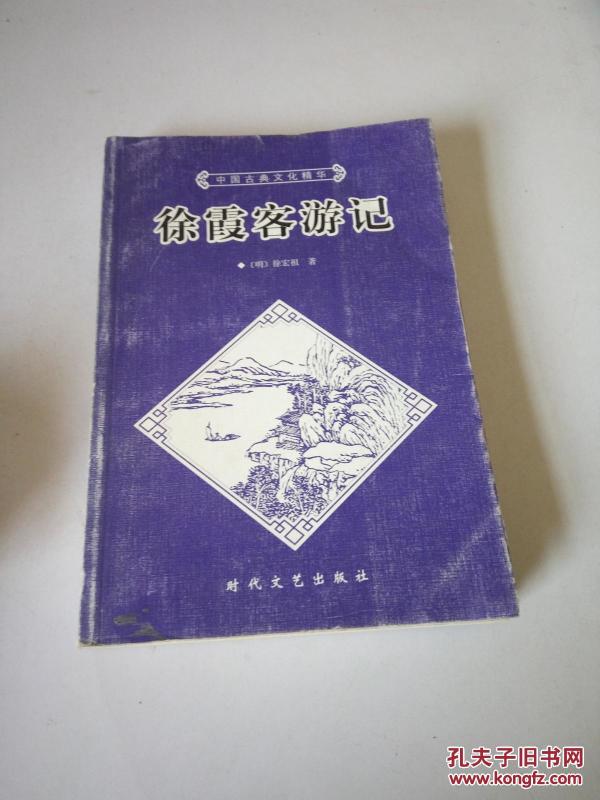 中国古典文化精华
徐霞客游记
◆〔明〕徐宏祖 著
时代文艺出版社
孔夫子旧书网
www.kongfz.com